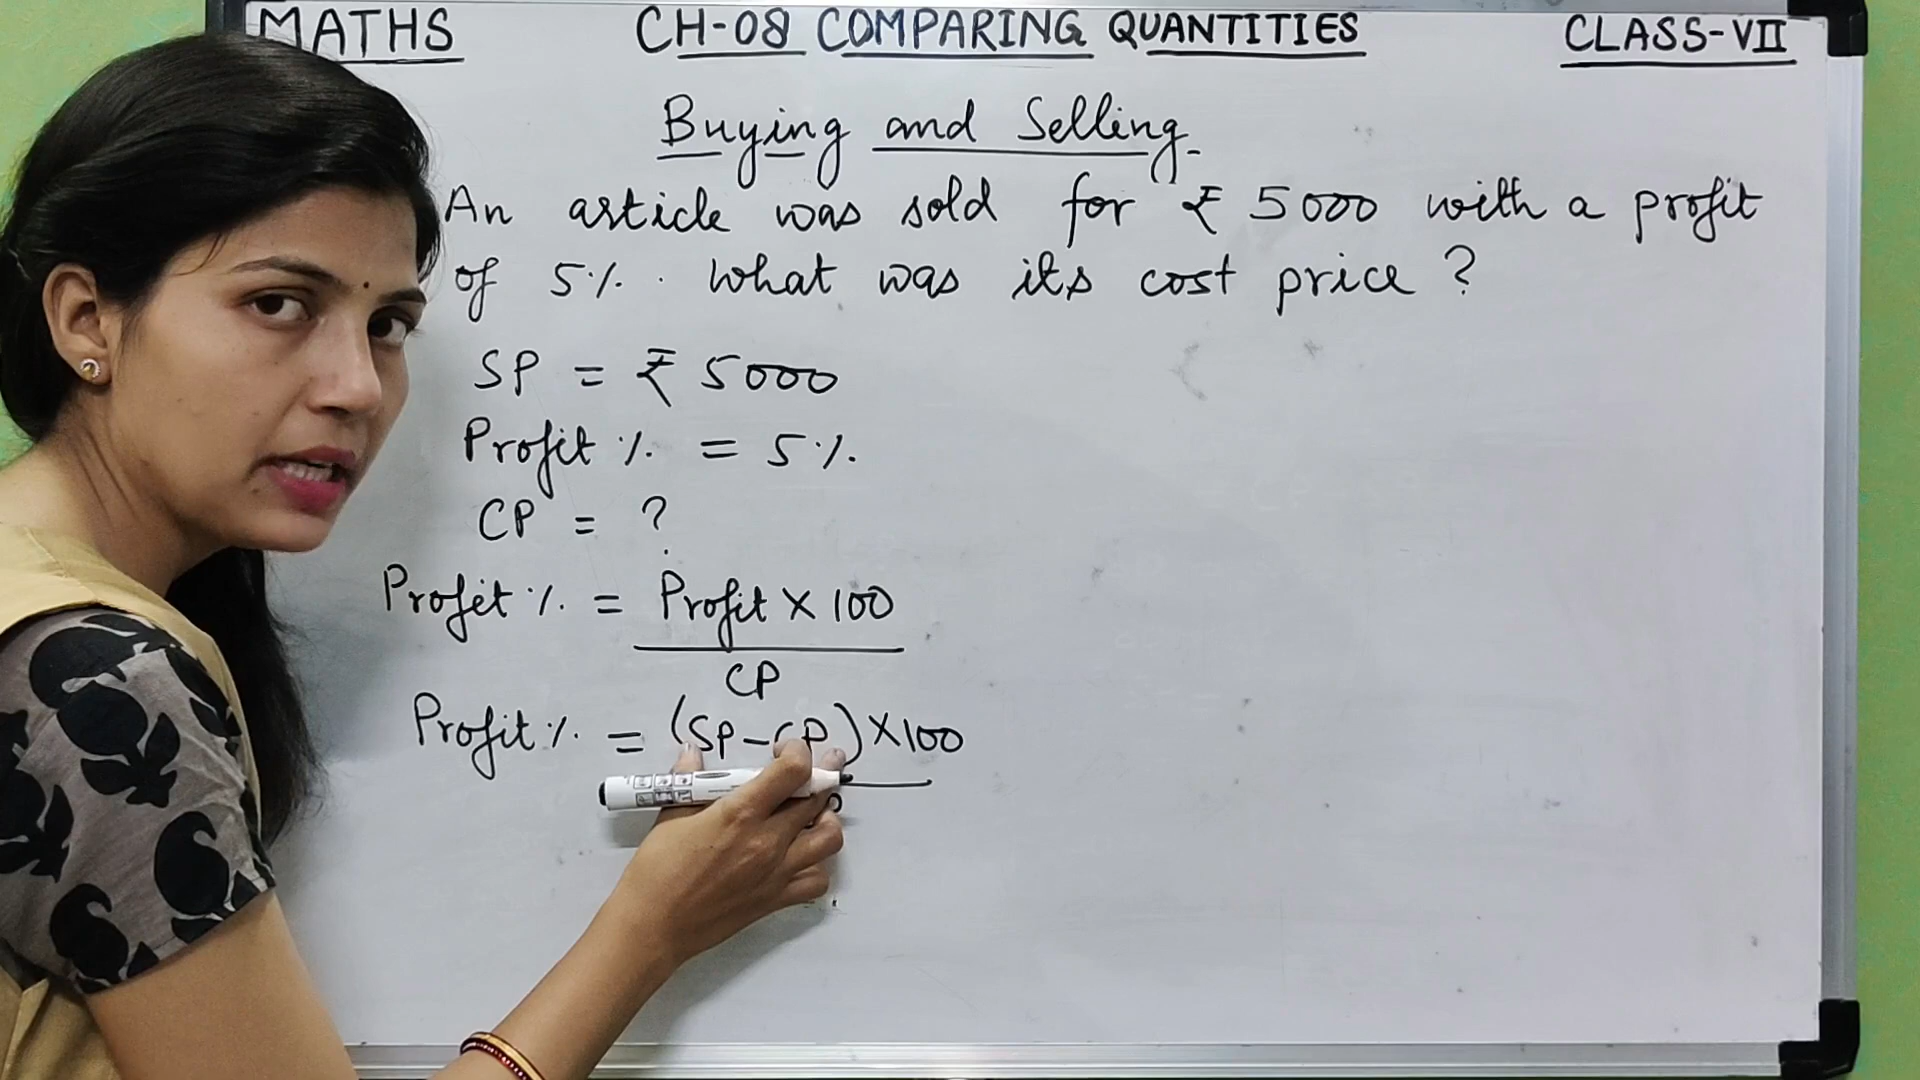 MATHS CH-08 COMPARING QUANTITIES CLASS-VII
Buying and Selling
An article was sold for ₹ 5000 with a profit
of 5%. What was its cost price?
SP = ₹ 5000
Profit % = 5%
CP = ?
Profit % = Profit × 100
CP
Profit % = (SP-CP) × 100